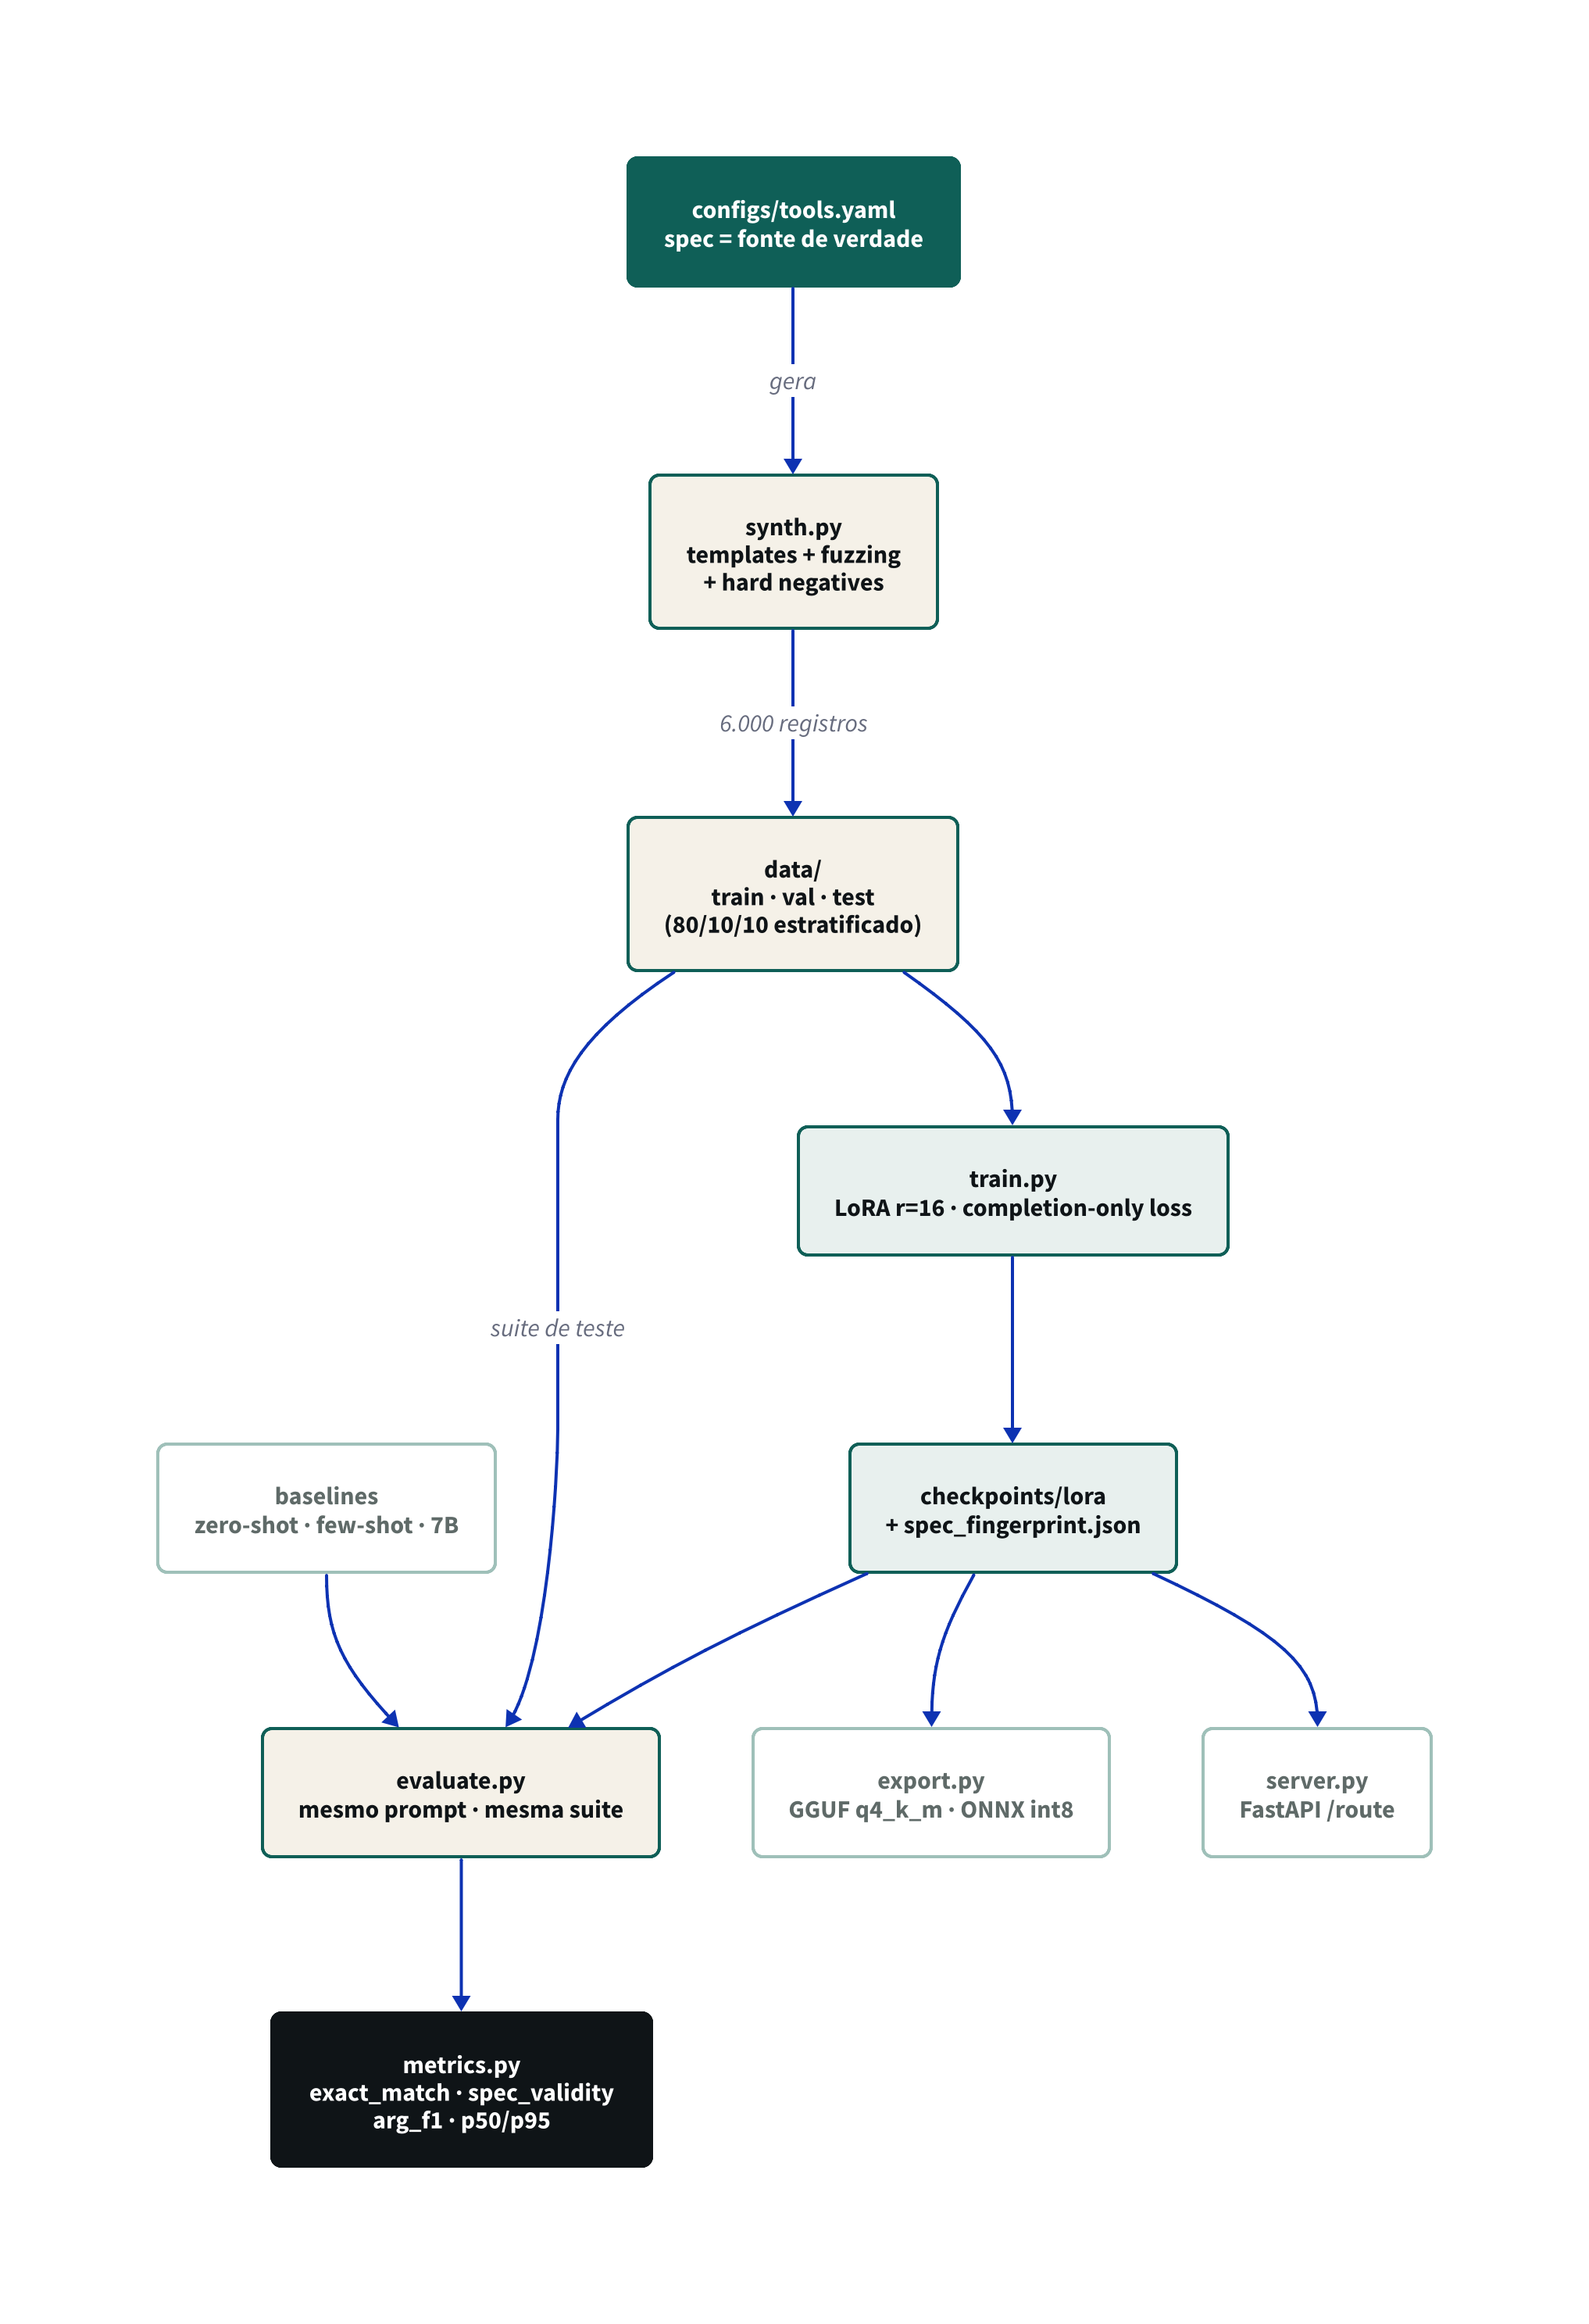 configs/tools.yaml
spec = fonte de verdade
gera
synth.py
templates + fuzzing
+ hard negatives
6.000 registros
data/
train · val · test
(80/10/10 estratificado)
train.py
LoRA r=16 · completion-only loss
suite de teste
baselines
zero-shot · few-shot · 7B
checkpoints/lora
+ spec_fingerprint.json
evaluate.py
mesmo prompt · mesma suite
export.py
GGUF q4_k_m · ONNX int8
server.py
FastAPI /route
metrics.py
exact_match · spec_validity
arg_f1 · p50/p95